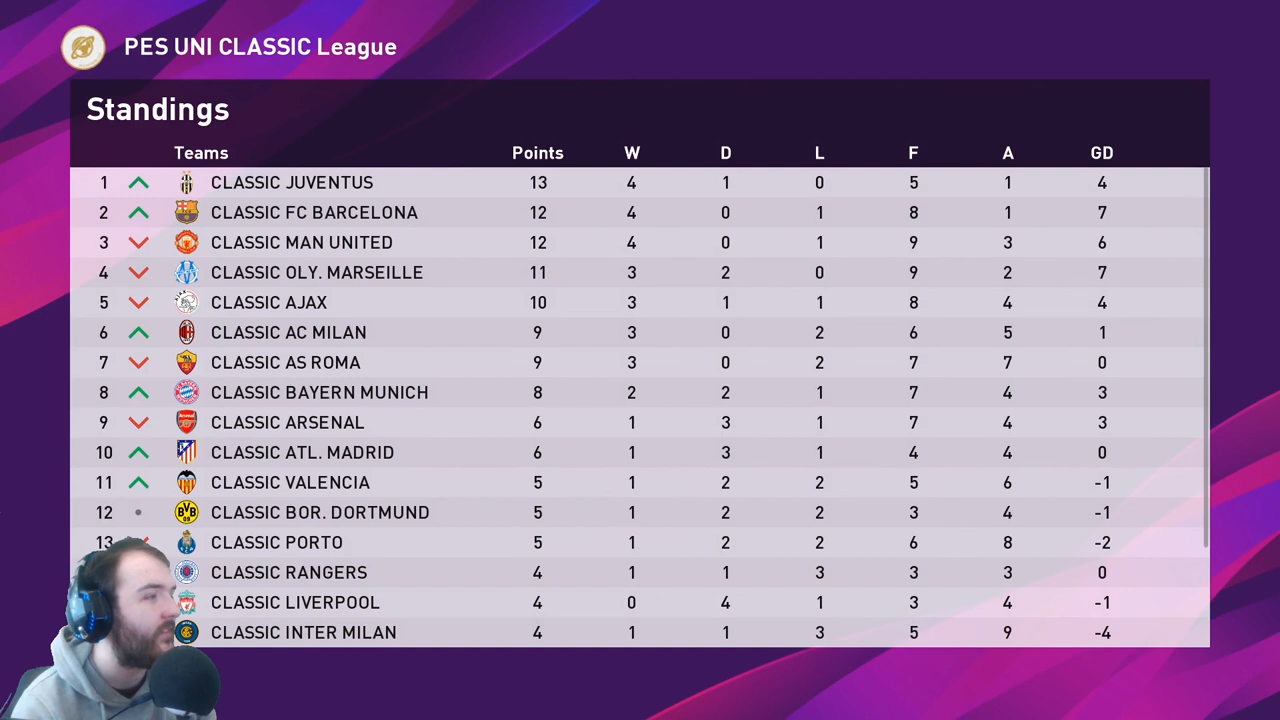 PES UNI CLASSIC League
Standings
Teams Points W D L F A GD
1 CLASSIC JUVENTUS 13 4 1 0 5 1 4
2 CLASSIC FC BARCELONA 12 4 0 1 8 1 7
3 CLASSIC MAN UNITED 12 4 0 1 9 3 6
4 CLASSIC OLY. MARSEILLE 11 3 2 0 9 2 7
5 CLASSIC AJAX 10 3 1 1 8 4 4
6 CLASSIC AC MILAN 9 3 0 2 6 5 1
7 CLASSIC AS ROMA 9 3 0 2 7 7 0
8 CLASSIC BAYERN MUNICH 8 2 2 1 7 4 3
9 CLASSIC ARSENAL 6 1 3 1 7 4 3
10 CLASSIC ATL. MADRID 6 1 3 1 4 4 0
11 CLASSIC VALENCIA 5 1 2 2 5 6 -1
12 CLASSIC BOR. DORTMUND 5 1 2 2 3 4 -1
13 CLASSIC PORTO 5 1 2 2 6 8 -2
CLASSIC RANGERS 4 1 1 3 3 3 0
CLASSIC LIVERPOOL 4 0 4 1 3 4 -1
CLASSIC INTER MILAN 4 1 1 3 5 9 -4